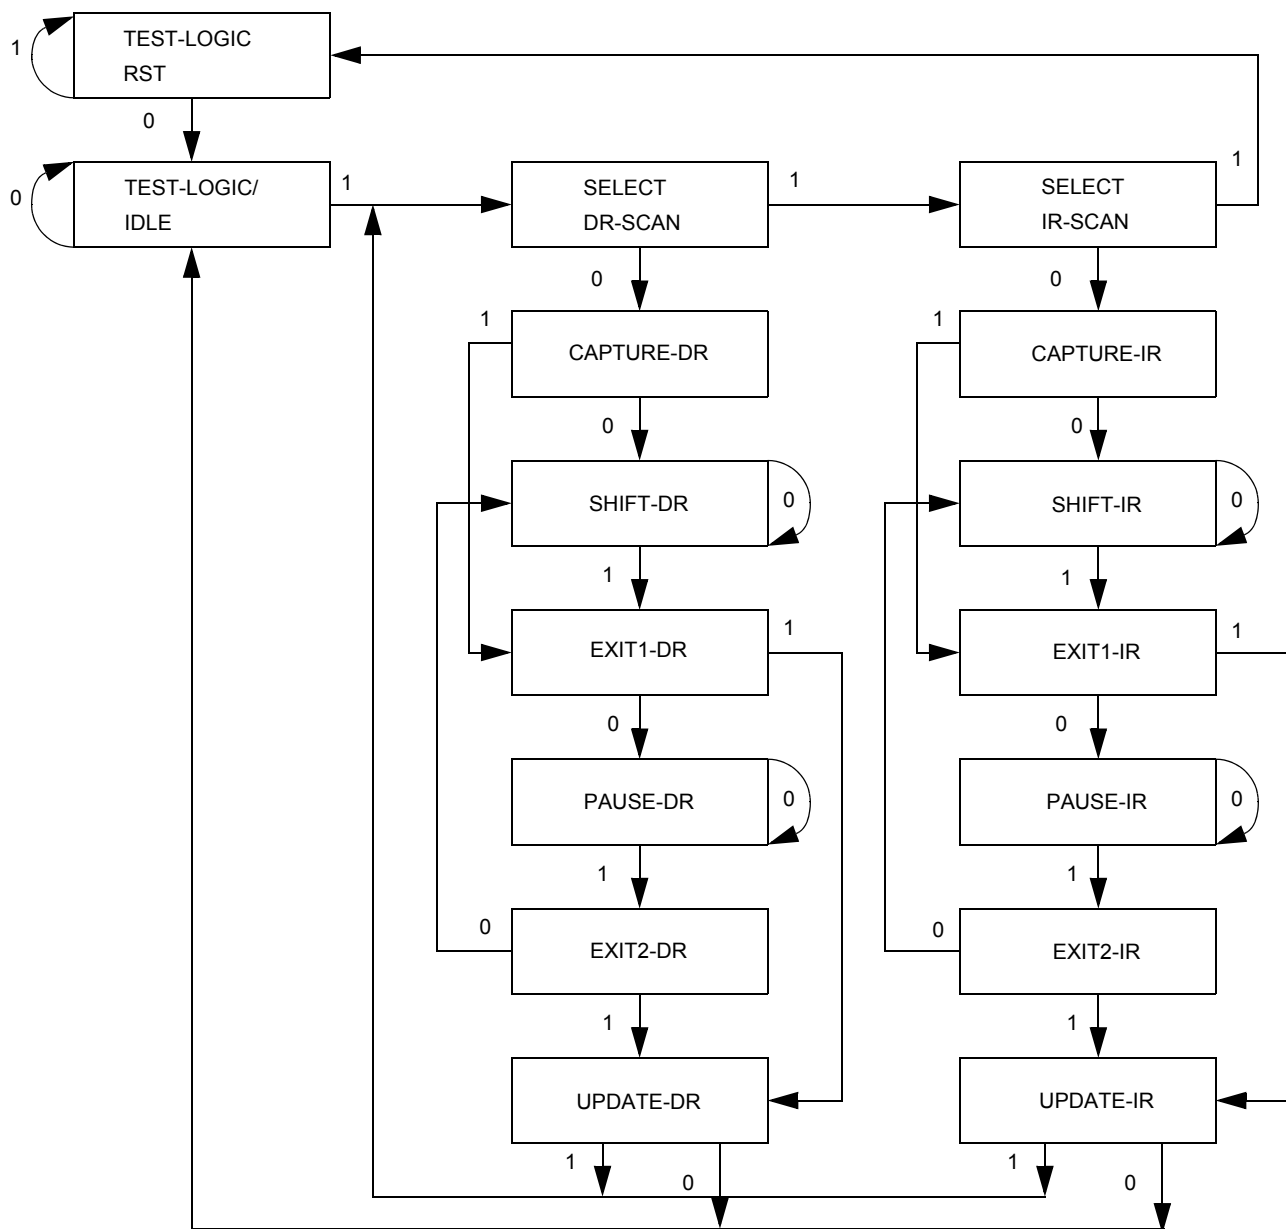 TEST-LOGIC
RST
1
0
TEST-LOGIC/
IDLE
0
1
SELECT
DR-SCAN
1
SELECT
IR-SCAN
1
0
0
1
CAPTURE-DR
1
CAPTURE-IR
0
0
SHIFT-DR
0
SHIFT-IR
0
1
1
EXIT1-DR
1
EXIT1-IR
1
0
0
PAUSE-DR
0
PAUSE-IR
0
1
1
0
EXIT2-DR
0
EXIT2-IR
1
1
UPDATE-DR
UPDATE-IR
1
0
1
0